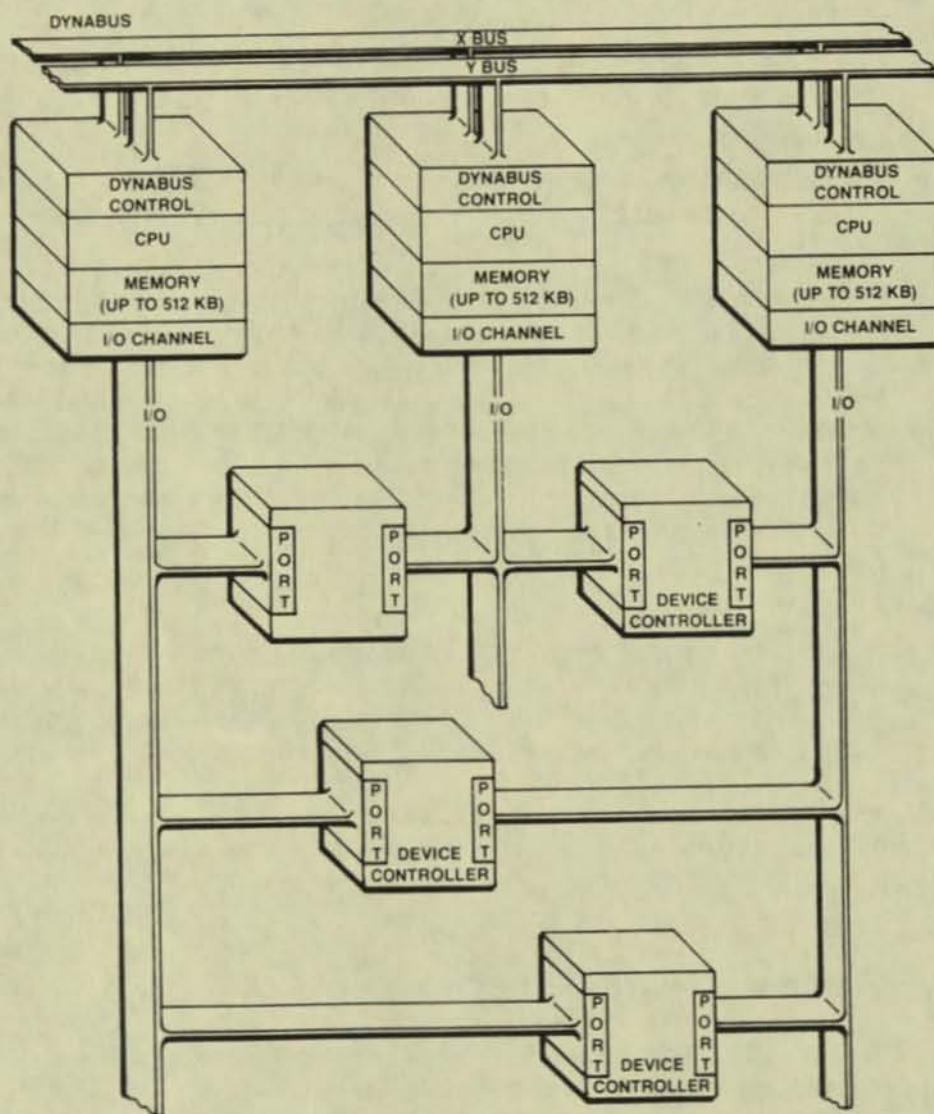 DYNABUS
X BUS
Y BUS
DYNABUS
CONTROL
CPU
MEMORY
(UP TO 512 KB)
I/O CHANNEL
DYNABUS
CONTROL
CPU
MEMORY
(UP TO 512 KB)
I/O CHANNEL
DYNABUS
CONTROL
CPU
MEMORY
(UP TO 512 KB)
I/O CHANNEL
I/O
I/O
I/O
PORT
PORT
PORT
PORT
DEVICE
CONTROLLER
PORT
PORT
DEVICE
CONTROLLER
PORT
PORT
DEVICE
CONTROLLER